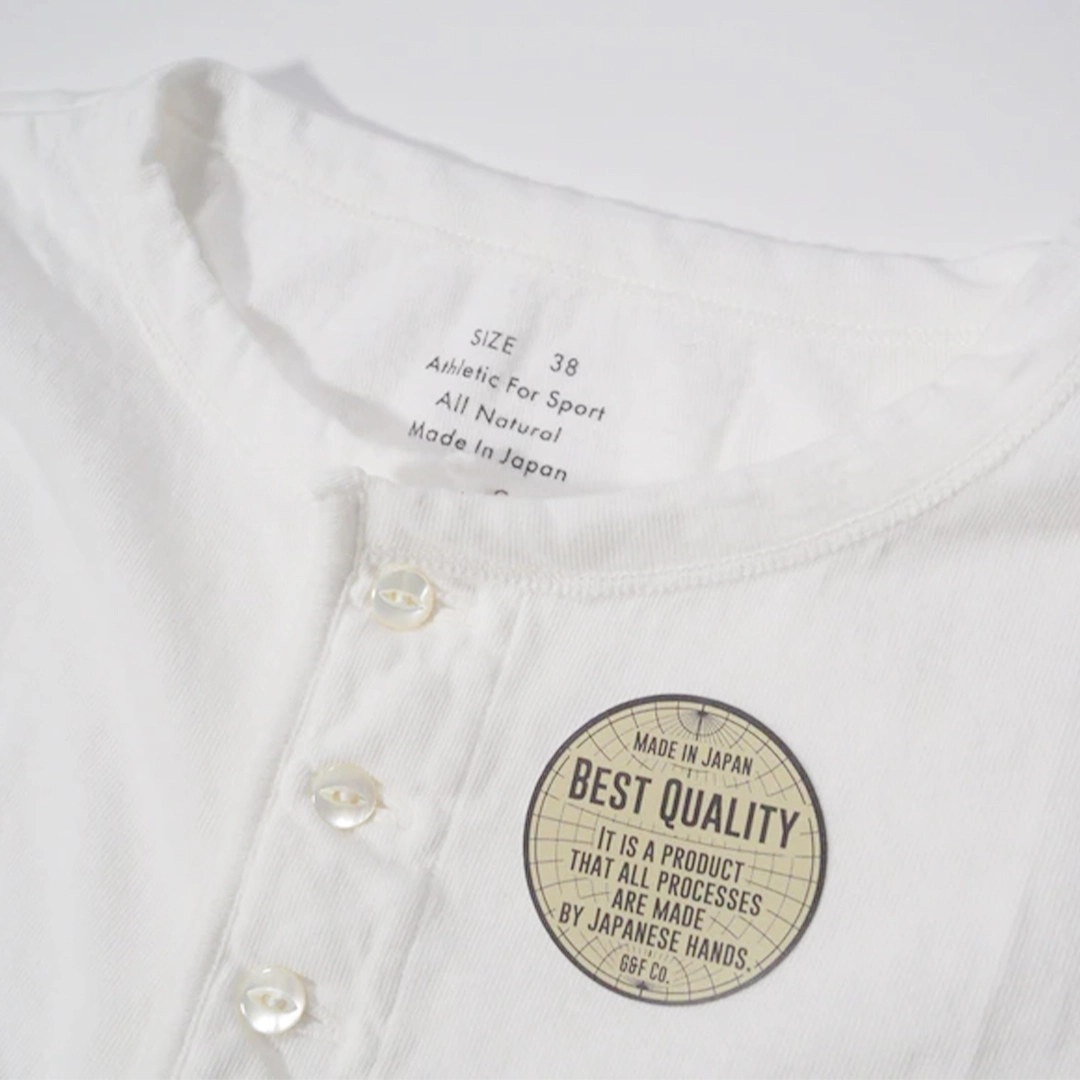 SIZE 38
Athletic For Sport
All Natural
Made In Japan
MADE IN JAPAN
BEST QUALITY
IT IS A PRODUCT
THAT ALL PROCESSES
ARE MADE
BY JAPANESE HANDS.
G&F CO.